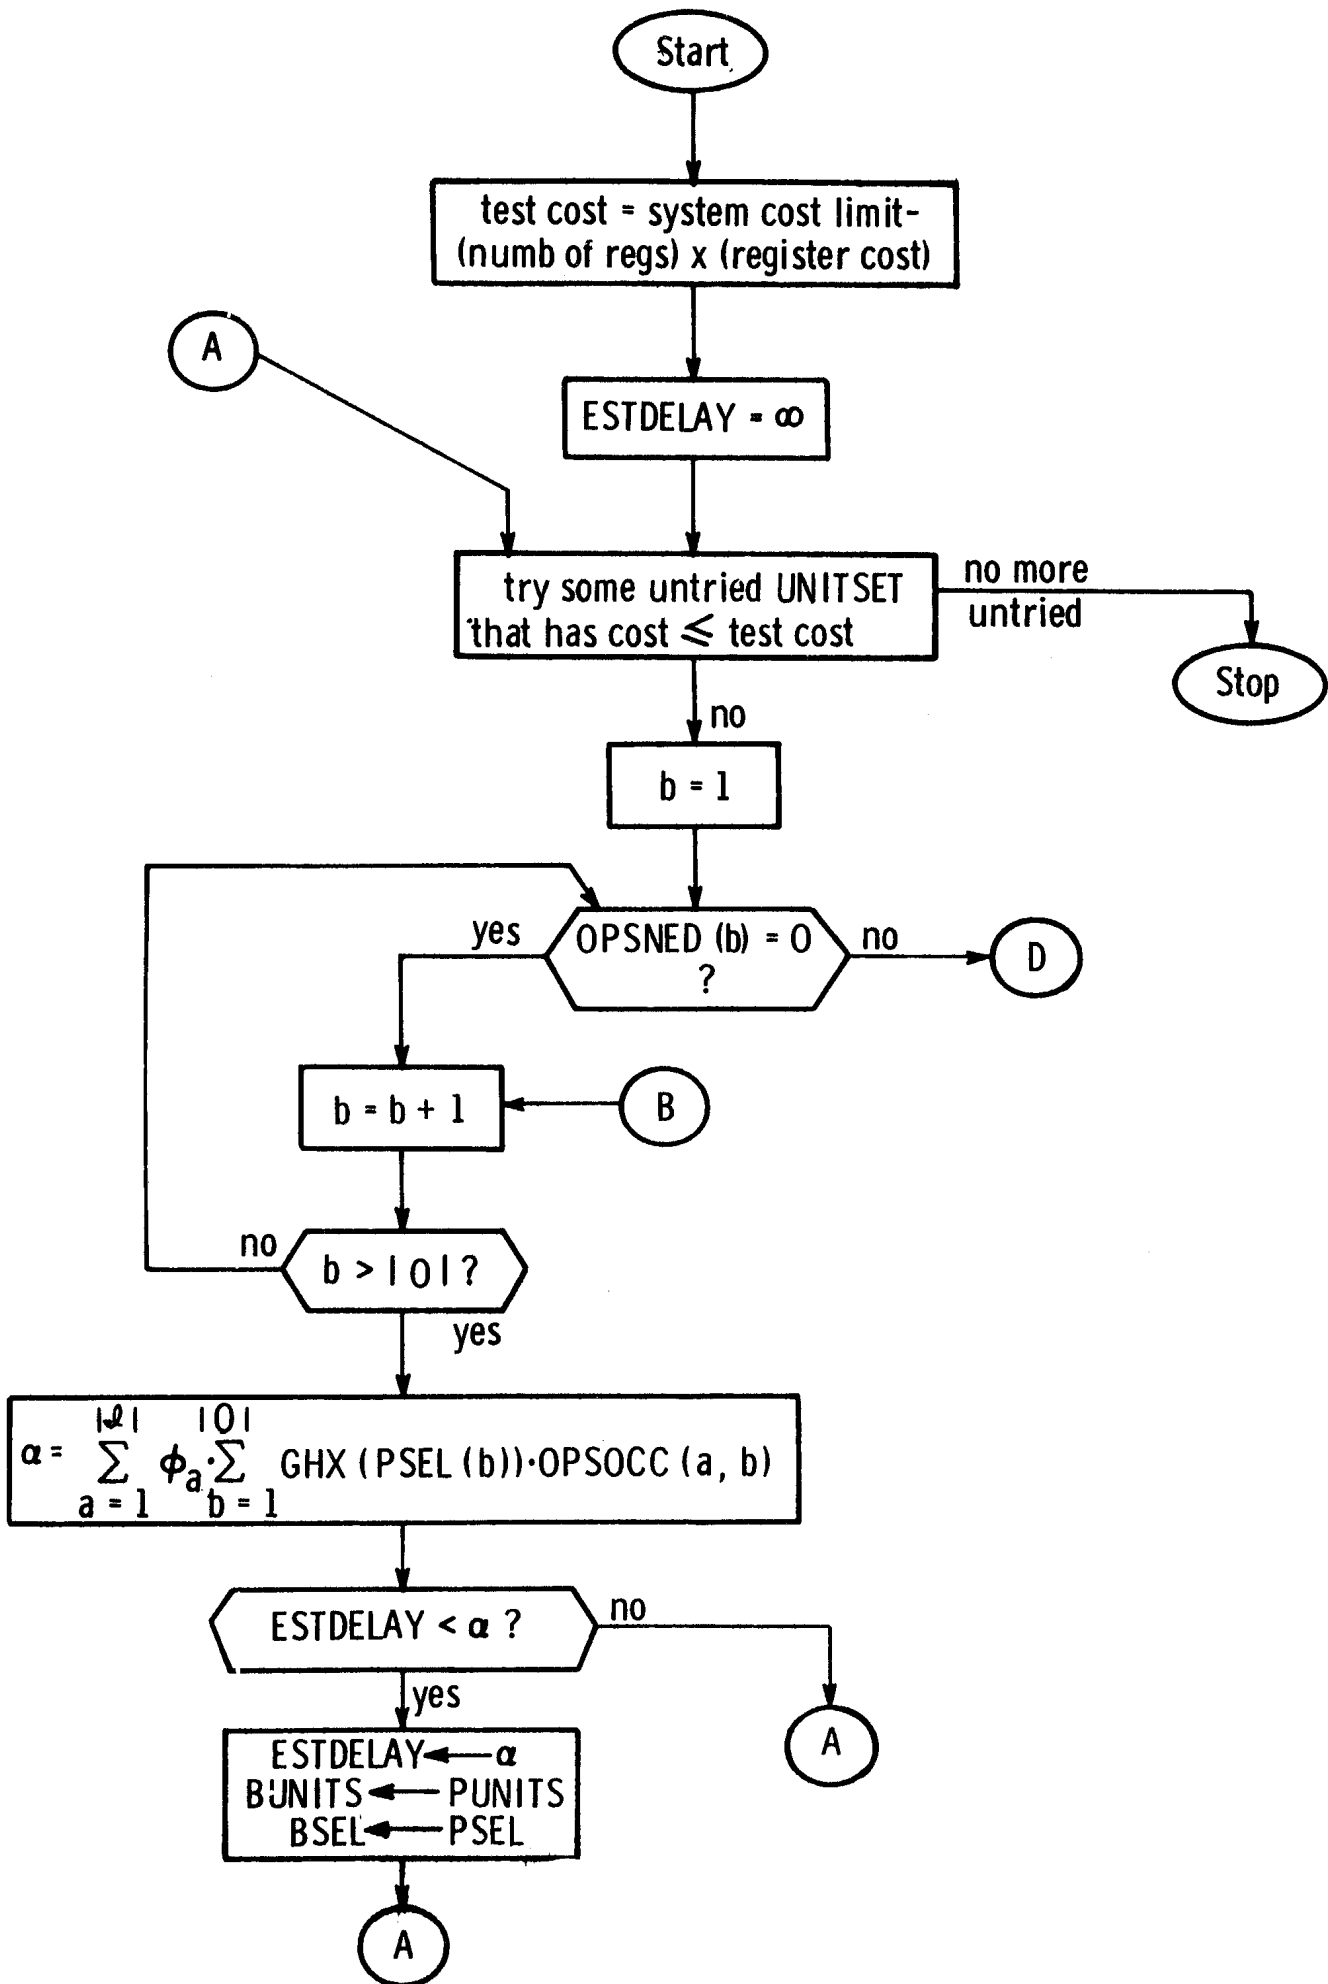 Start
test cost = system cost limit-
(numb of regs) x (register cost)
A
ESTDELAY = ∞
try some untried UNITSET
that has cost ≤ test cost
no more
untried
Stop
no
b = 1
yes
OPSNED (b) = 0
?
no
D
b = b + 1
B
no
b > | O | ?
yes
α = ∑ |ℐ| a = 1 ϕa · ∑ |O| b = 1 GHX (PSEL (b)) · OPSOCC (a, b)
ESTDELAY < α ?
no
yes
A
ESTDELAY ← α
BUNITS ← PUNITS
BSEL ← PSEL
A